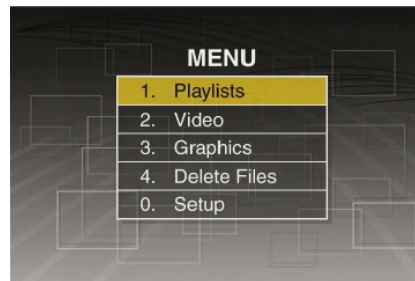 MENU
1. Playlists
2. Video
3. Graphics
4. Delete Files
0. Setup